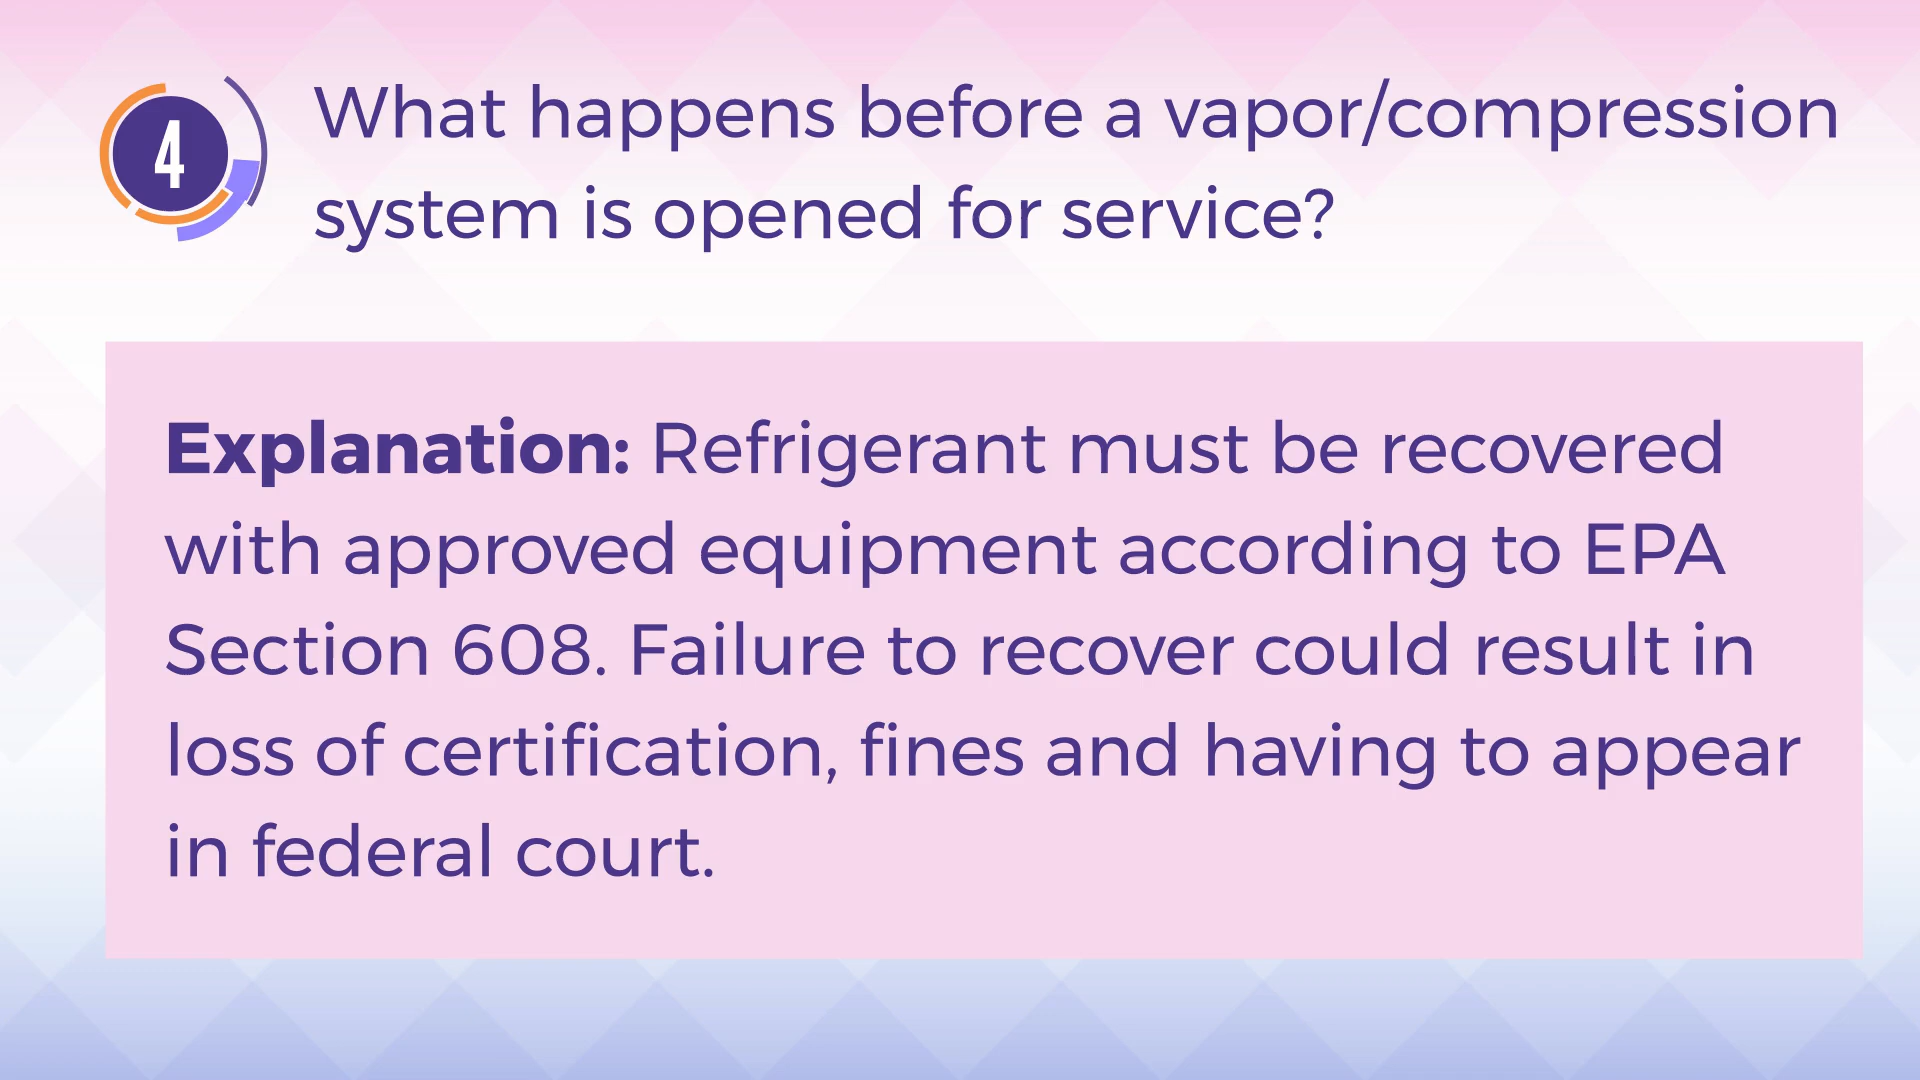 4
What happens before a vapor/compression
system is opened for service?
Explanation: Refrigerant must be recovered
with approved equipment according to EPA
Section 608. Failure to recover could result in
loss of certification, fines and having to appear
in federal court.